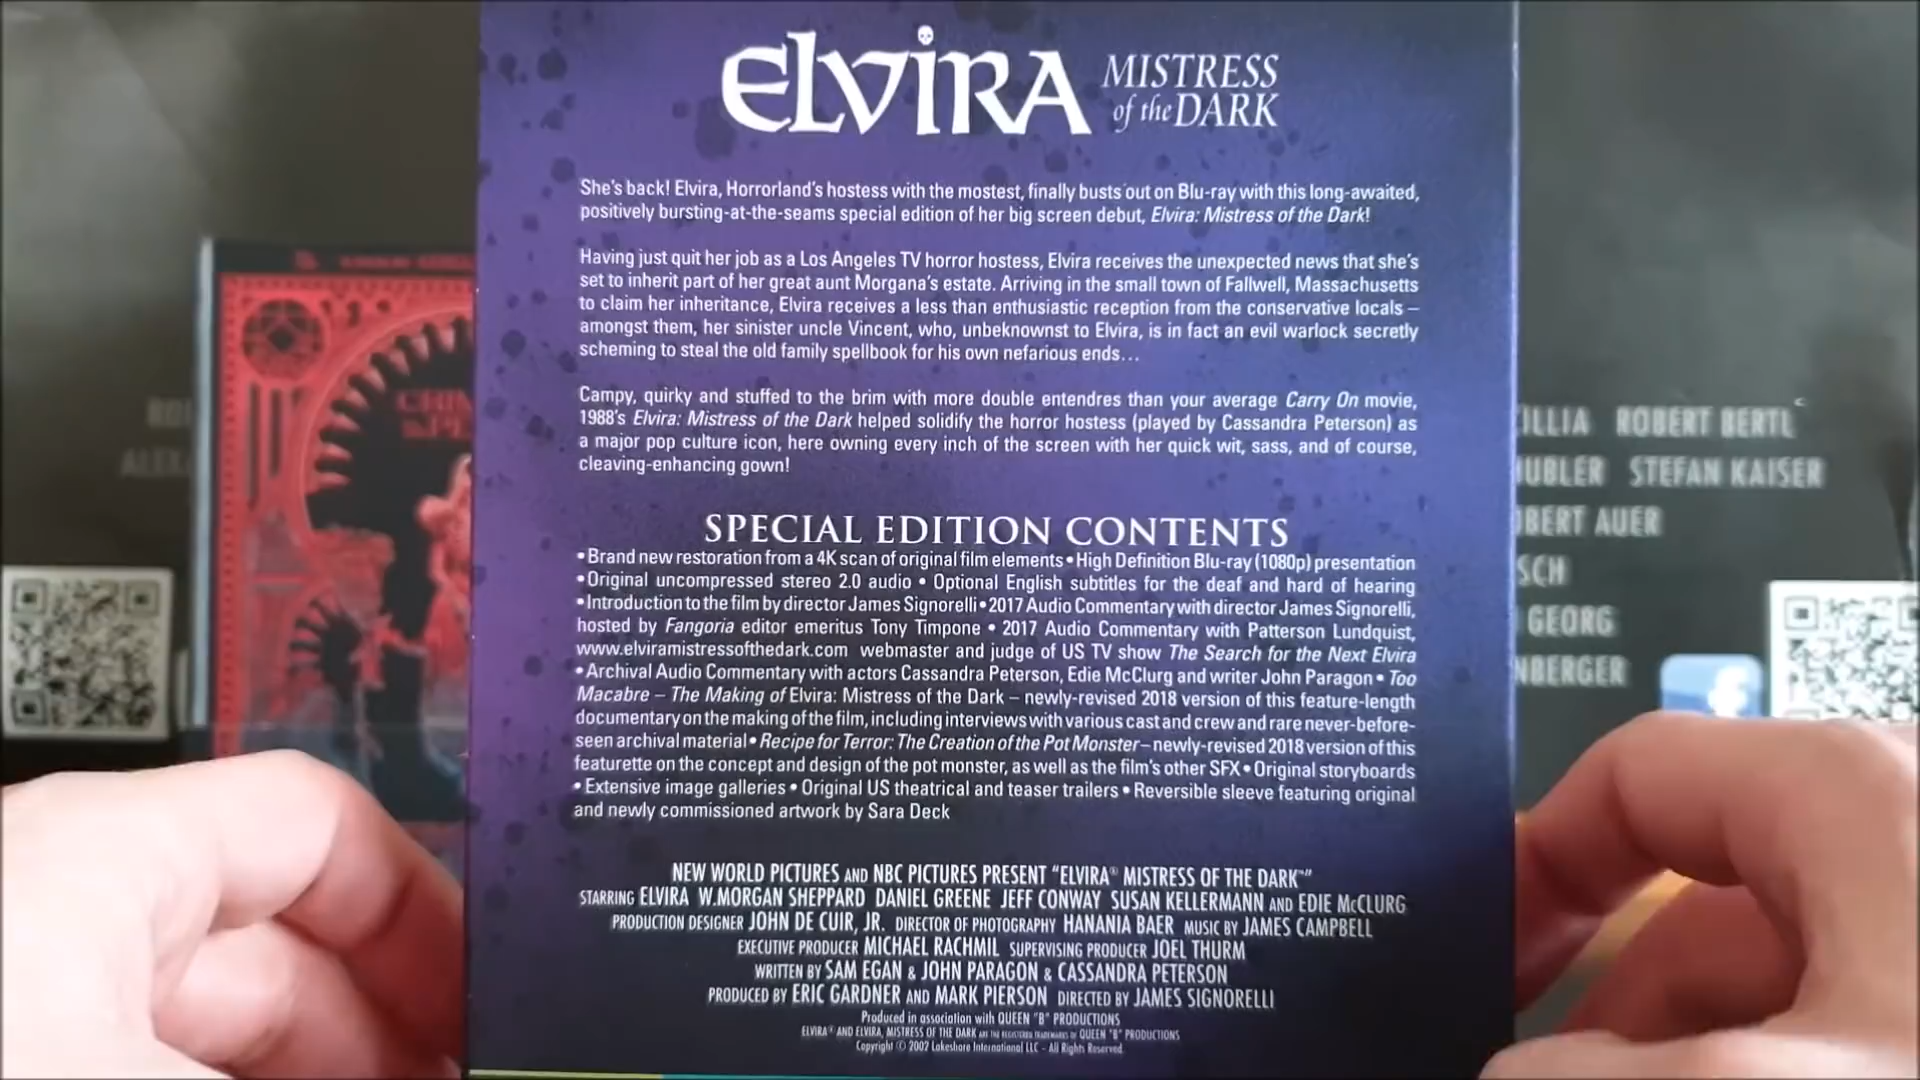 ELVIRA MISTRESS
of the DARK
She's back! Elvira, Horrorland's hostess with the mostest, finally busts out on Blu-ray with this long-awaited,
positively bursting-at-the-seams special edition of her big screen debut, Elvira: Mistress of the Dark!
Having just quit her job as a Los Angeles TV horror hostess, Elvira receives the unexpected news that she's
set to inherit part of her great aunt Morgana's estate. Arriving in the small town of Fallwell, Massachusetts
to claim her inheritance, Elvira receives a less than enthusiastic reception from the conservative locals –
amongst them, her sinister uncle Vincent, who, unbeknownst to Elvira, is in fact an evil warlock secretly
scheming to steal the old family spellbook for his own nefarious ends…
Campy, quirky and stuffed to the brim with more double entendres than your average Carry On movie,
1988's Elvira: Mistress of the Dark helped solidify the horror hostess (played by Cassandra Peterson) as
a major pop culture icon, here owning every inch of the screen with her quick wit, sass, and of course,
cleaving-enhancing gown!
SPECIAL EDITION CONTENTS
• Brand new restoration from a 4K scan of original film elements • High Definition Blu-ray (1080p) presentation
• Original uncompressed stereo 2.0 audio • Optional English subtitles for the deaf and hard of hearing
• Introduction to the film by director James Signorelli • 2017 Audio Commentary with director James Signorelli,
hosted by Fangoria editor emeritus Tony Timpone • 2017 Audio Commentary with Patterson Lundquist,
www.elviramistressofthedark.com webmaster and judge of US TV show The Search for the Next Elvira
• Archival Audio Commentary with actors Cassandra Peterson, Edie McClurg and writer John Paragon • Too
Macabre – The Making of Elvira: Mistress of the Dark – newly-revised 2018 version of this feature-length
documentary on the making of the film, including interviews with various cast and crew and rare never-before-
seen archival material • Recipe for Terror: The Creation of the Pot Monster – newly-revised 2018 version of this
featurette on the concept and design of the pot monster, as well as the film's other SFX • Original storyboards
• Extensive image galleries • Original US theatrical and teaser trailers • Reversible sleeve featuring original
and newly commissioned artwork by Sara Deck
NEW WORLD PICTURES AND NBC PICTURES PRESENT "ELVIRA® MISTRESS OF THE DARK™"
STARRING ELVIRA W.MORGAN SHEPPARD DANIEL GREENE JEFF CONWAY SUSAN KELLERMANN AND EDIE McCLURG
PRODUCTION DESIGNER JOHN DE CUIR, JR. DIRECTOR OF PHOTOGRAPHY HANANIA BAER MUSIC BY JAMES CAMPBELL
EXECUTIVE PRODUCER MICHAEL RACHMIL SUPERVISING PRODUCER JOEL THURM
WRITTEN BY SAM EGAN & JOHN PARAGON & CASSANDRA PETERSON
PRODUCED BY ERIC GARDNER AND MARK PIERSON DIRECTED BY JAMES SIGNORELLI
Produced in association with QUEEN "B" PRODUCTIONS
ELVIRA® AND ELVIRA, MISTRESS OF THE DARK ARE THE REGISTERED TRADEMARKS OF QUEEN "B" PRODUCTIONS
Copyright © 2002 Lakeshore International LLC - All Rights Reserved.
ROBERT BERTL
STEFAN KAISER
AUER
GEORG